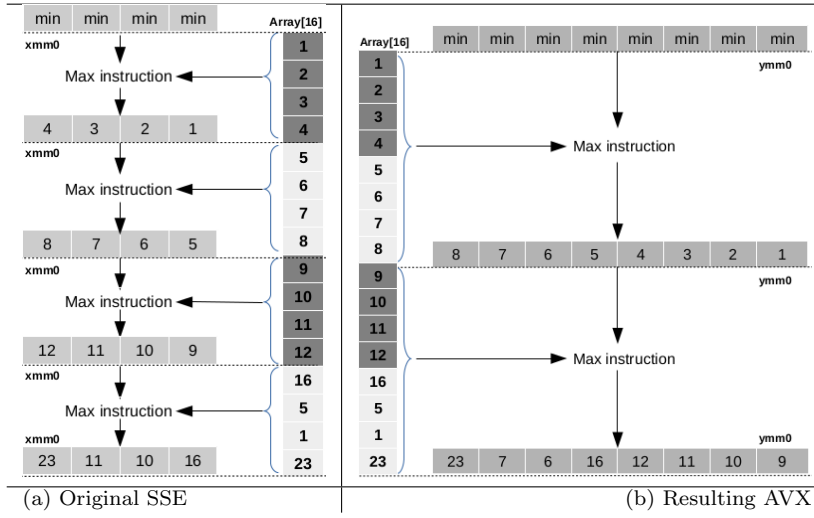 min min min min
Array[16]
xmm0
1
Max instruction
2
3
4 3 2 1
4
xmm0
5
Max instruction
6
7
8 7 6 5
8
xmm0
9
Max instruction
10
11
12 11 10 9
12
xmm0
16
Max instruction
5
xmm0
1
23 11 10 16
23
(a) Original SSE
min min min min min min min min
Array[16]
ymm0
1
2
3
4
Max instruction
5
6
7
8
8 7 6 5 4 3 2 1
9
ymm0
10
11
12
Max instruction
16
5
1
ymm0
23
23 7 6 16 12 11 10 9
(b) Resulting AVX